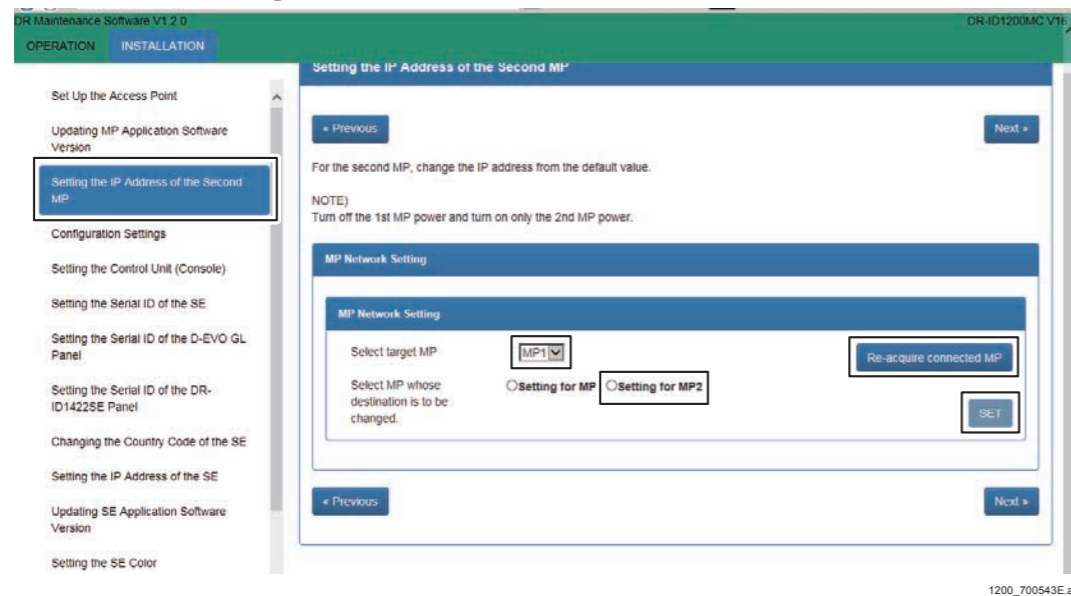 DR Maintenance Software V1.2.0
DR-ID1200MC V16
OPERATION
INSTALLATION
Set Up the Access Point
Updating MP Application Software
Version
Setting the IP Address of the Second
MP
Configuration Settings
Setting the Control Unit (Console)
Setting the Serial ID of the SE
Setting the Serial ID of the D-EVO GL
Panel
Setting the Serial ID of the DR-
ID1422SE Panel
Changing the Country Code of the SE
Setting the IP Address of the SE
Updating SE Application Software
Version
Setting the SE Color
Setting the IP Address of the Second MP
« Previous
Next »
For the second MP, change the IP address from the default value.
NOTE)
Turn off the 1st MP power and turn on only the 2nd MP power.
MP Network Setting
MP Network Setting
Select target MP
MP1
Re-acquire connected MP
Select MP whose
destination is to be
changed.
Setting for MP
Setting for MP2
SET
« Previous
Next »
1200_700543E.a